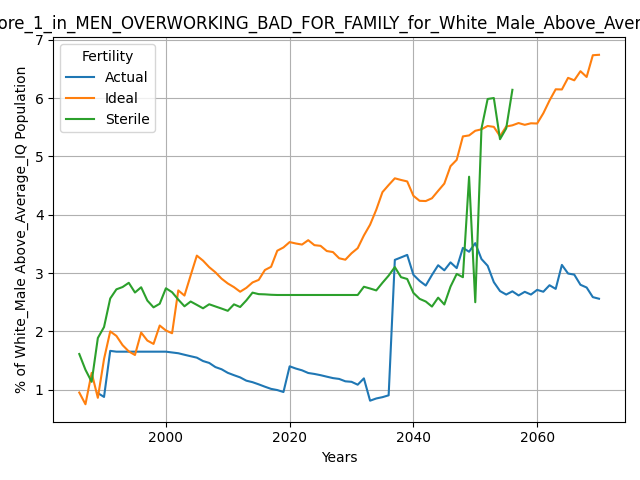 ore_1_in_MEN_OVERWORKING_BAD_FOR_FAMILY_for_White_Male_Above_Aver
7
6
5
4
3
2
1
% of White_Male Above_Average_IQ Population
Fertility
Actual
Ideal
Sterile
2000
2020
2040
2060
Years